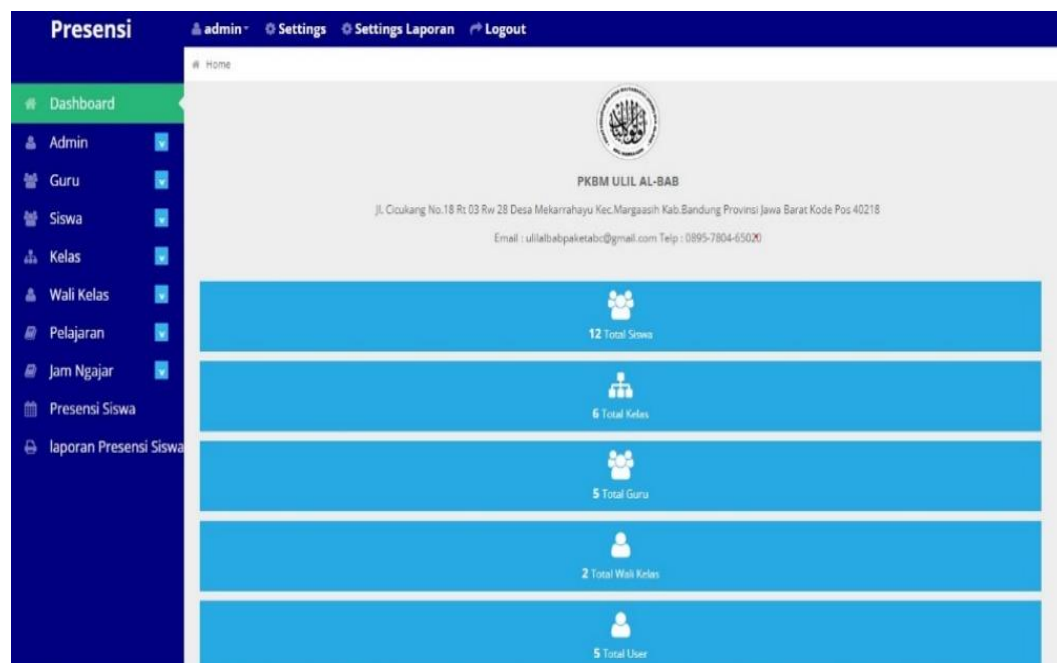 Presensi
admin Settings Settings Laporan Logout
Home
Dashboard
Admin
Guru
Siswa
Kelas
Wali Kelas
Pelajaran
Jam Ngajar
Presensi Siswa
laporan Presensi Siswa
PKBM ULIL AL-BAB
Jl. Cicukang No.18 Rt 03 Rw 28 Desa Mekarrahayu Kec.Margaasih Kab.Bandung Provinsi Jawa Barat Kode Pos 40218
Email : ulilalbabpaketabc@gmail.com Telp : 0895-7804-65020
12 Total Siswa
6 Total Kelas
5 Total Guru
2 Total Wali Kelas
5 Total User